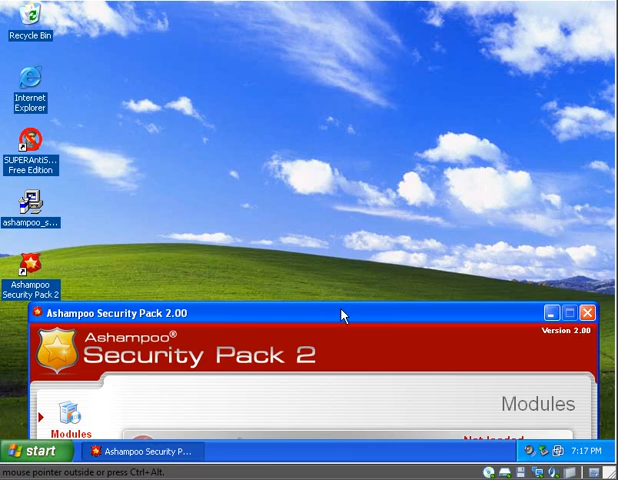 Recycle Bin
Internet
Explorer
SUPERAntiS...
Free Edition
ashampoo_s...
Ashampoo
Security Pack 2
Ashampoo Security Pack 2.00
Version 2.00
Ashampoo®
Security Pack 2
Modules
Modules
Not loaded
start
Ashampoo Security P...
7:17 PM
mouse pointer outside or press Ctrl+Alt.